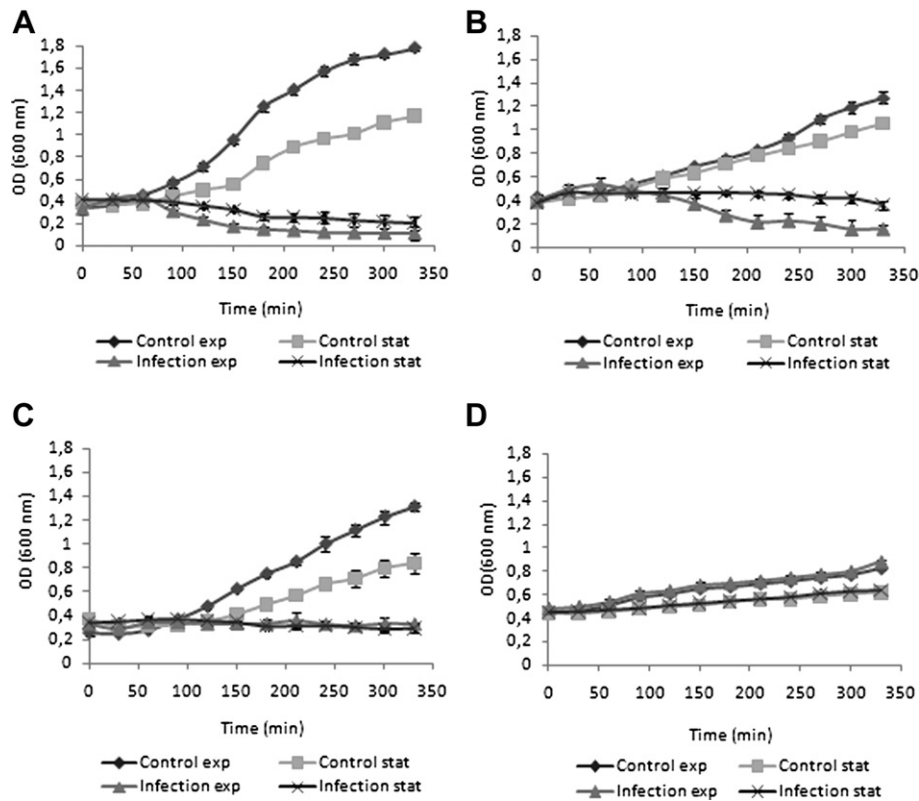 A
1,8
1,6
1,4
1,2
1
0,8
0,6
0,4
0,2
0
OD (600 nm)
0 50 100 150 200 250 300 350
Time (min)
Control exp Control stat
Infection exp Infection stat
B
1,8
1,6
1,4
1,2
1
0,8
0,6
0,4
0,2
0
OD (600 nm)
0 50 100 150 200 250 300 350
Time (min)
Control exp Control stat
Infection exp Infection stat
C
1,8
1,6
1,4
1,2
1
0,8
0,6
0,4
0,2
0
OD (600 nm)
0 50 100 150 200 250 300 350
Time (min)
Control exp Control stat
Infection exp Infection stat
D
1,8
1,6
1,4
1,2
1
0,8
0,6
0,4
0,2
0
OD(600 nm)
0 50 100 150 200 250 300 350
Time (min)
Control exp Control stat
Infection exp Infection stat